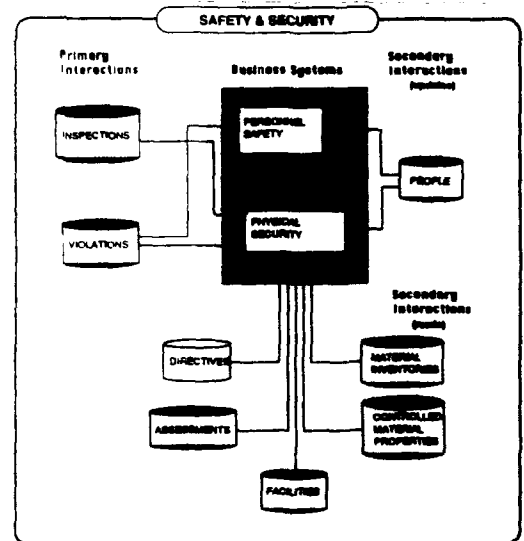 SAFETY & SECURITY
Primary
Interactions
Business Systems
Secondary
Interactions
INSPECTIONS
PERSONNEL
SAFETY
PEOPLE
VIOLATIONS
PHYSICAL
SECURITY
Secondary
Interactions
DIRECTIVES
MATERIAL
INVENTORIES
ASSESSMENTS
CONTROLLED
MATERIAL
PROPERTIES
FACILITIES